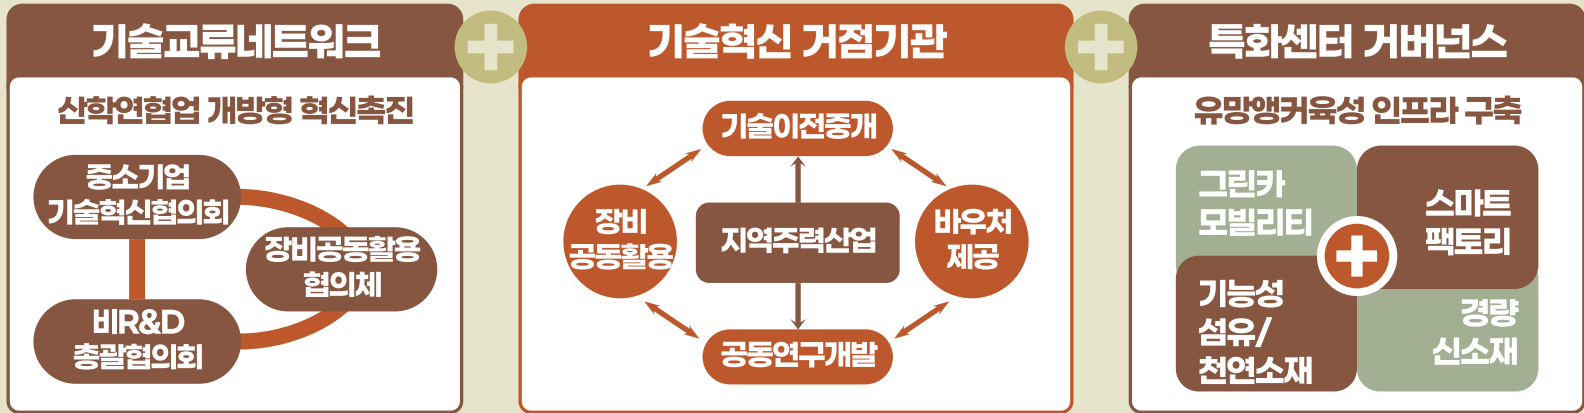 기술교류네트워크
산학연협업 개방형 혁신촉진
중소기업
기술혁신협의회
장비공동활용
협의체
비R&D
총괄협의회
기술혁신 거점기관
기술이전중개
장비
공동활용
지역주력산업
바우처
제공
공동연구개발
특화센터 거버넌스
유망앵커육성 인프라 구축
그린카
모빌리티
스마트
팩토리
기능성
섬유/
천연소재
경량
신소재